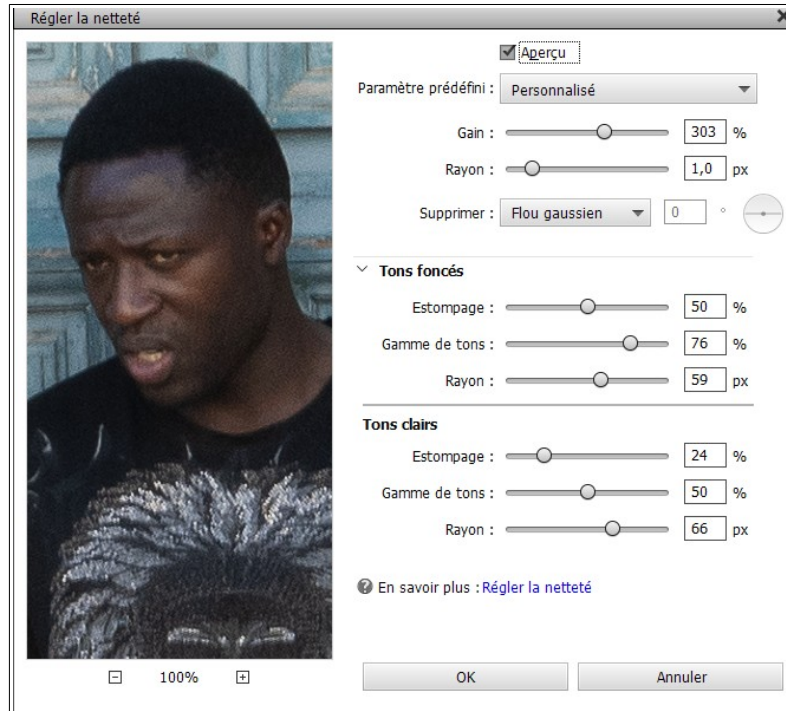 Régler la netteté
Aperçu
Paramètre prédéfini : Personnalisé
Gain : 303 %
Rayon : 1,0 px
Supprimer : Flou gaussien 0 °
Tons foncés
Estompage : 50 %
Gamme de tons : 76 %
Rayon : 59 px
Tons clairs
Estompage : 24 %
Gamme de tons : 50 %
Rayon : 66 px
En savoir plus : Régler la netteté
100%
OK Annuler